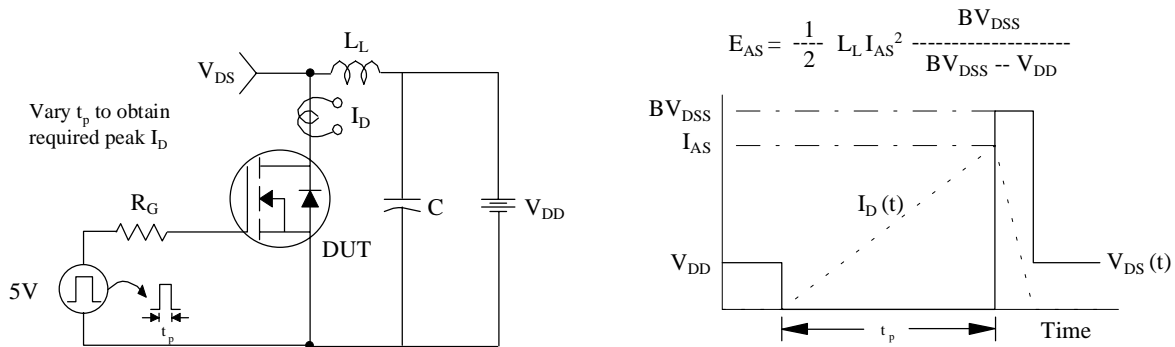 L_L
V_DS
Vary t_p to obtain
required peak I_D
I_D
R_G
C
V_DD
DUT
5V
t_p
E_AS = 1/2 L_L I_AS^2 BV_DSS / BV_DSS -- V_DD
BV_DSS
I_AS
I_D (t)
V_DD
V_DS (t)
t_p
Time